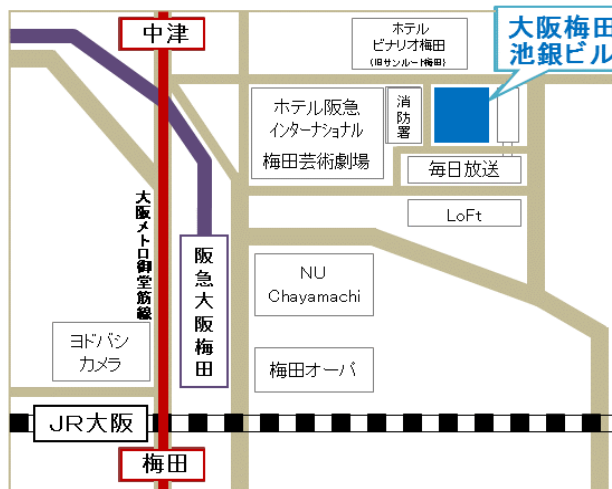 中津
ホテル
ビナリオ梅田
(旧サンルート梅田)
大阪梅田
池銀ビル
ホテル阪急
インターナショナル
梅田芸術劇場
消防署
毎日放送
LoFt
大阪メトロ御堂筋線
阪急大阪梅田
NU
Chayamachi
ヨドバシ
カメラ
梅田オーパ
JR大阪
梅田